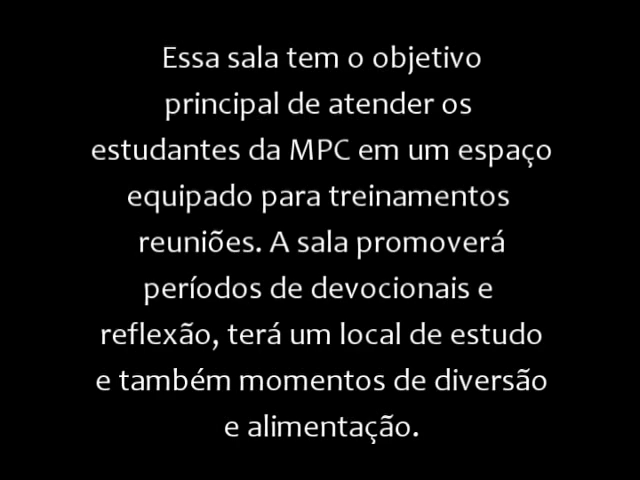 Essa sala tem o objetivo
principal de atender os
estudantes da MPC em um espaço
equipado para treinamentos
reuniões. A sala promoverá
períodos de devocionais e
reflexão, terá um local de estudo
e também momentos de diversão
e alimentação.